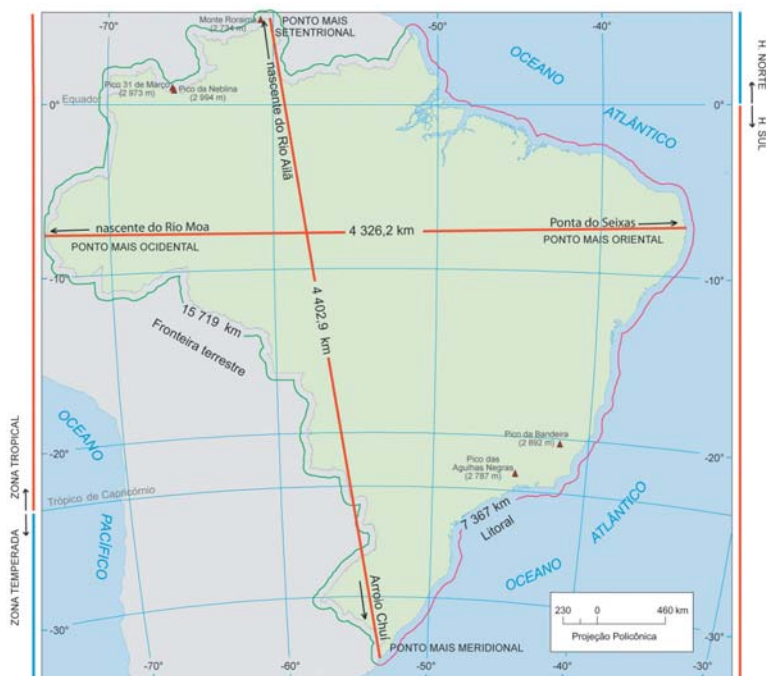 -70°
-60°
-50°
-40°
Monte Roraima
(2 734 m)
PONTO MAIS
SETENTRIONAL
OCEANO
ATLÂNTICO
H. NORTE
H. SUL
Pico 31 de Março
(2 973 m)
Pico da Neblina
(2 994 m)
Equador
0°
0°
nascente do Rio Ailã
nascente do Rio Moa
4 326,2 km
Ponta do Seixas
PONTO MAIS OCIDENTAL
PONTO MAIS ORIENTAL
-10°
-10°
4 402,9 km
15 719 km
Fronteira terrestre
OCEANO
PACÍFICO
ZONA TROPICAL
ZONA TEMPERADA
Pico da Bandeira
(2 892 m)
Pico das
Agulhas Negras
(2 787 m)
-20°
-20°
Trópico de Capricórnio
7 367 km
Litoral
ATLÂNTICO
OCEANO
Arroio Chuí
230 0 460 km
Projeção Policônica
-30°
-30°
PONTO MAIS MERIDIONAL
-70°
-60°
-50°
-40°
-30°